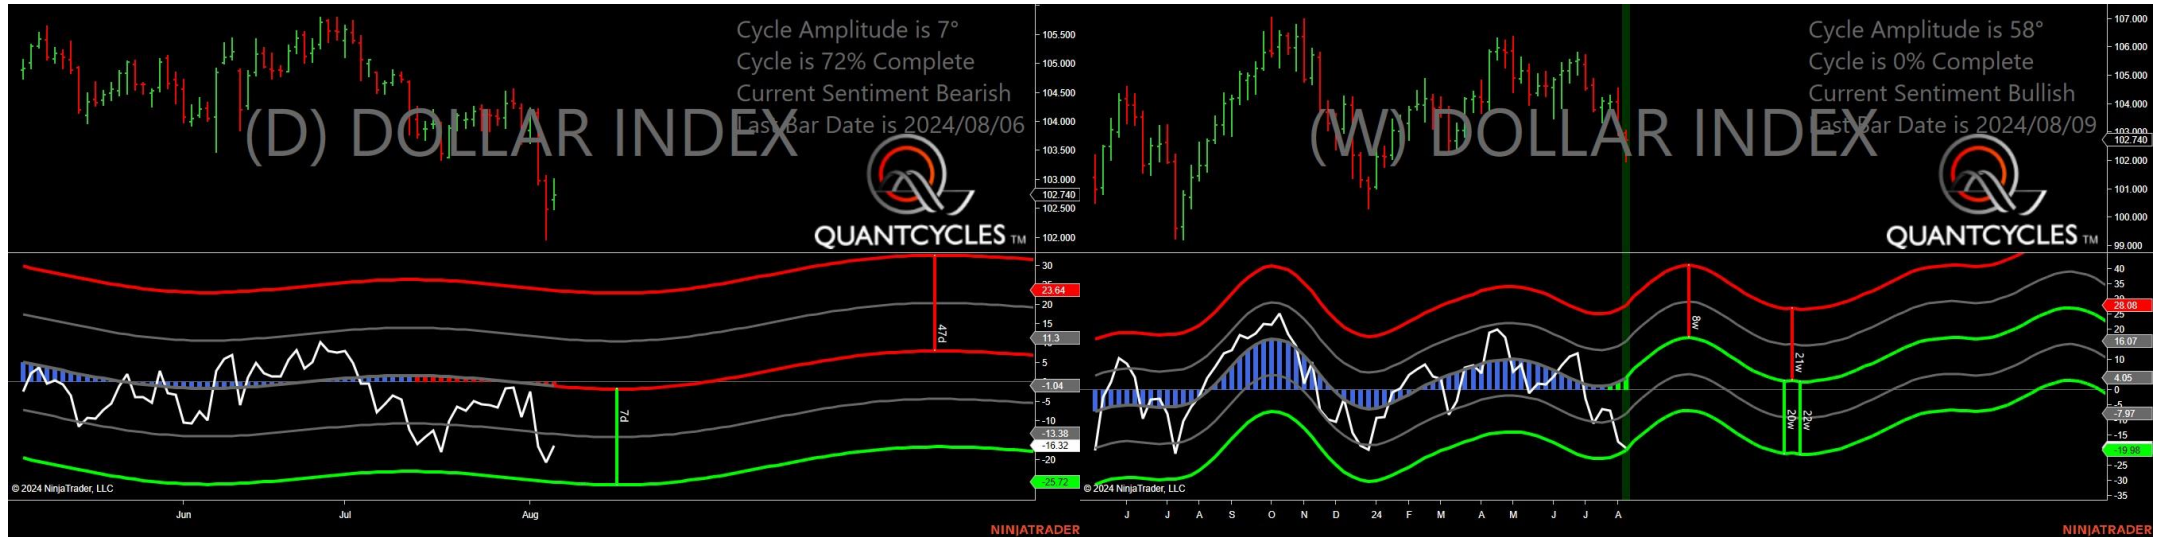 Cycle Amplitude is 7°
Cycle is 72% Complete
Current Sentiment Bearish
Last Bar Date is 2024/08/06
(D) DOLLAR INDEX
QUANTCYCLES TM
105.500
105.000
104.500
104.000
103.500
103.000
102.740
102.500
102.000
30
23.64
20
15
11.3
5
-1.04
-5
-10
-13.38
-16.32
-20
-25.72
47d
7d
© 2024 NinjaTrader, LLC
Jun Jul Aug
NINJATRADER
Cycle Amplitude is 58°
Cycle is 0% Complete
Current Sentiment Bullish
Last Bar Date is 2024/08/09
(W) DOLLAR INDEX
QUANTCYCLES TM
107.000
106.000
105.000
104.000
103.000
102.740
102.000
101.000
100.000
99.000
40
35
28.08
25
20
16.07
10
4.05
0
-5
-7.97
-15
-19.98
-25
-30
-35
8w
21w
20w
22w
© 2024 NinjaTrader, LLC
J J A S O N D 24 F M A M J J A
NINJATRADER